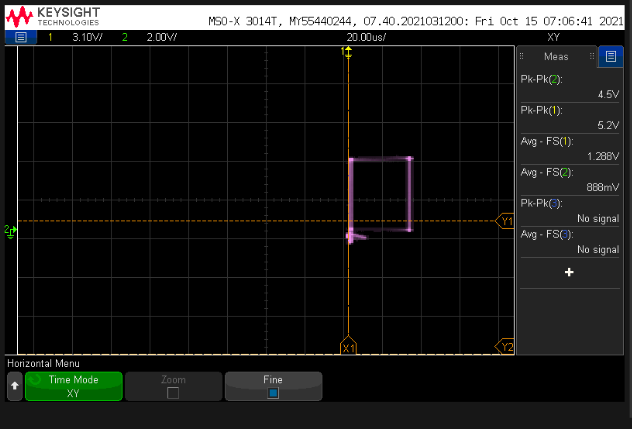 KEYSIGHT
TECHNOLOGIES
MSO-X 3014T, MY55440244, 07.40.2021031200: Fri Oct 15 07:06:41 2021
1 3.10V/ 2 2.00V/ 20.00us/ XY
1
Meas
Pk-Pk(2):
4.5V
Pk-Pk(1):
5.2V
Avg - FS(1):
1.288V
Avg - FS(2):
888mV
Pk-Pk(3):
No signal
Avg - FS(3):
No signal
+
Y1
2
X1
Y2
Horizontal Menu
Time Mode
XY
Zoom
Fine